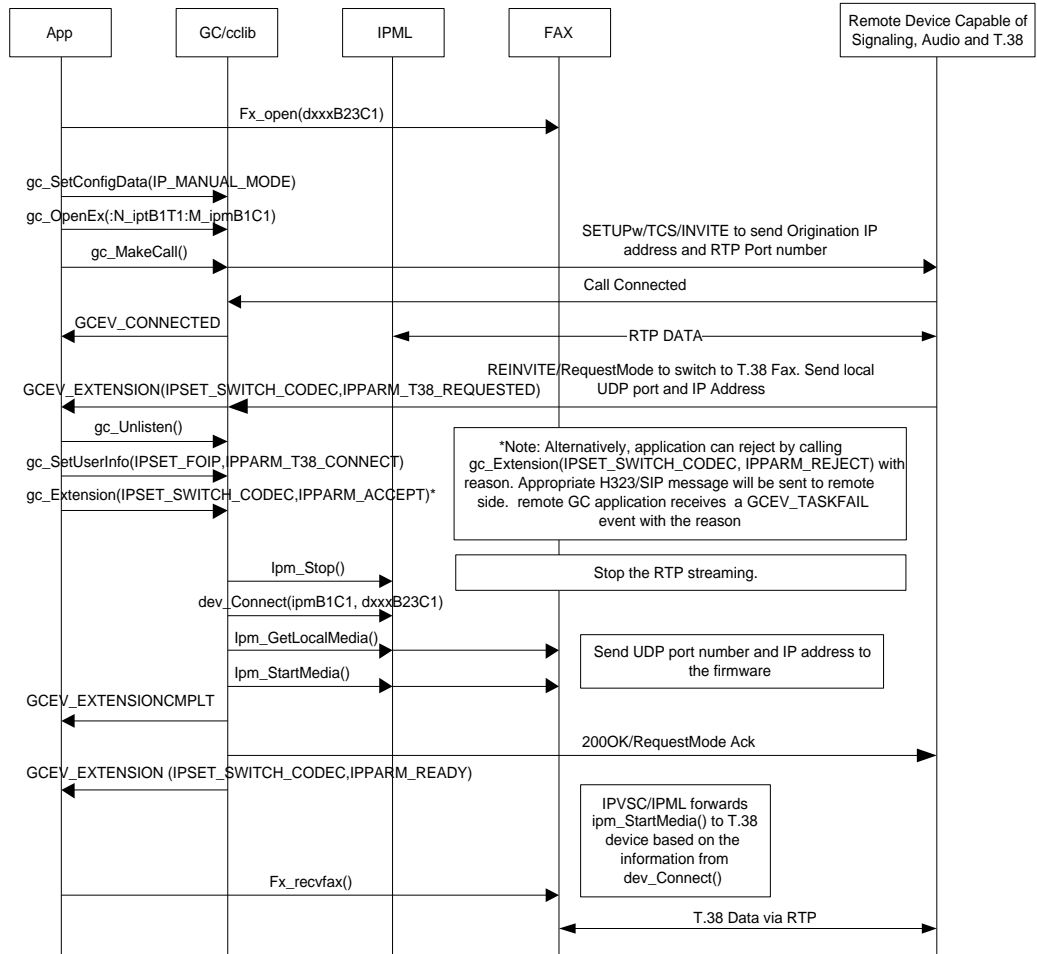 App
GC/cclib
IPML
FAX
Remote Device Capable of
Signaling, Audio and T.38
Fx_open(dxxxB23C1)
gc_SetConfigData(IP_MANUAL_MODE)
gc_OpenEx(:N_iptB1T1:M_ipmB1C1)
gc_MakeCall()
SETUPw/TCS/INVITE to send Origination IP
address and RTP Port number
Call Connected
GCEV_CONNECTED
RTP DATA
REINVITE/RequestMode to switch to T.38 Fax. Send local
UDP port and IP Address
GCEV_EXTENSION(IPSET_SWITCH_CODEC,IPPARM_T38_REQUESTED)
gc_Unlisten()
gc_SetUserInfo(IPSET_FOIP,IPPARM_T38_CONNECT)
gc_Extension(IPSET_SWITCH_CODEC,IPPARM_ACCEPT)*
*Note: Alternatively, application can reject by calling
gc_Extension(IPSET_SWITCH_CODEC, IPPARM_REJECT) with
reason. Appropriate H323/SIP message will be sent to remote
side. remote GC application receives a GCEV_TASKFAIL
event with the reason
Ipm_Stop()
Stop the RTP streaming.
dev_Connect(ipmB1C1, dxxxB23C1)
Ipm_GetLocalMedia()
Send UDP port number and IP address to
the firmware
Ipm_StartMedia()
GCEV_EXTENSIONCMPLT
200OK/RequestMode Ack
GCEV_EXTENSION (IPSET_SWITCH_CODEC,IPPARM_READY)
IPVSC/IPML forwards
ipm_StartMedia() to T.38
device based on the
information from
dev_Connect()
Fx_recvfax()
T.38 Data via RTP